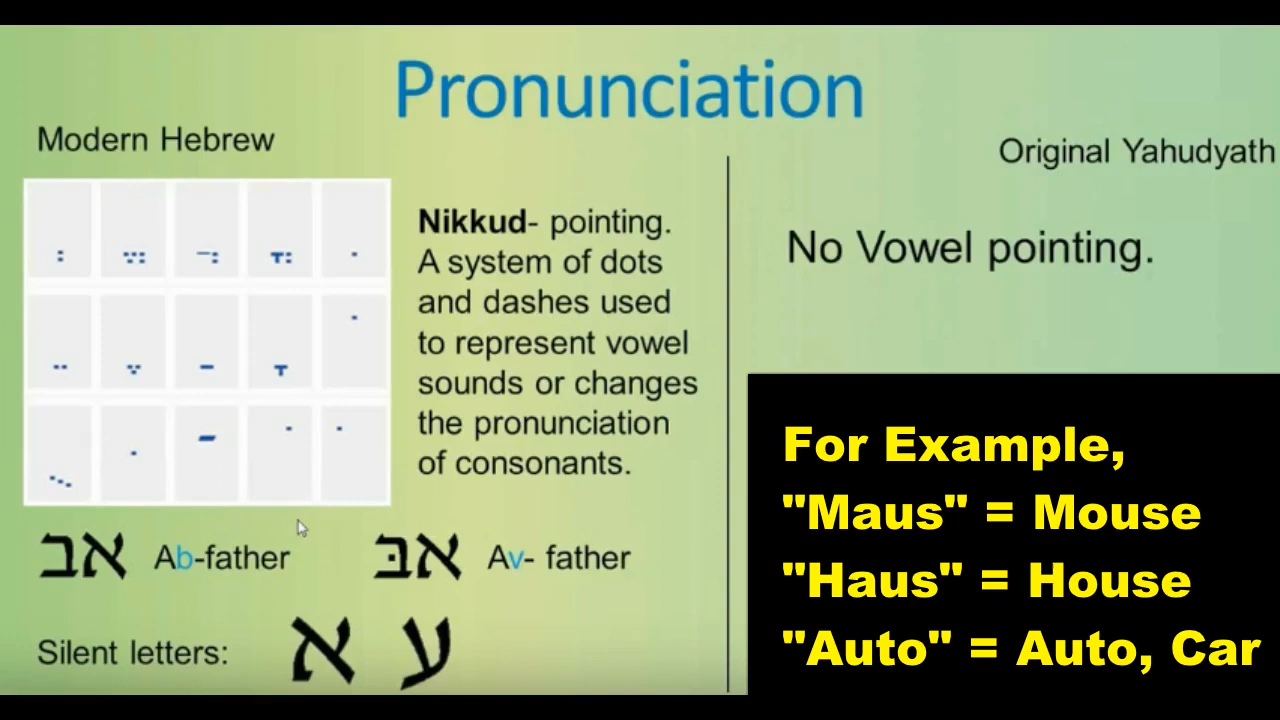 Pronunciation
Modern Hebrew
Original Yahudyath
Nikkud- pointing.
A system of dots
and dashes used
to represent vowel
sounds or changes
the pronunciation
of consonants.
No Vowel pointing.
אב Ab-father
אבּ Av- father
Silent letters: א ע
For Example,
"Maus" = Mouse
"Haus" = House
"Auto" = Auto, Car